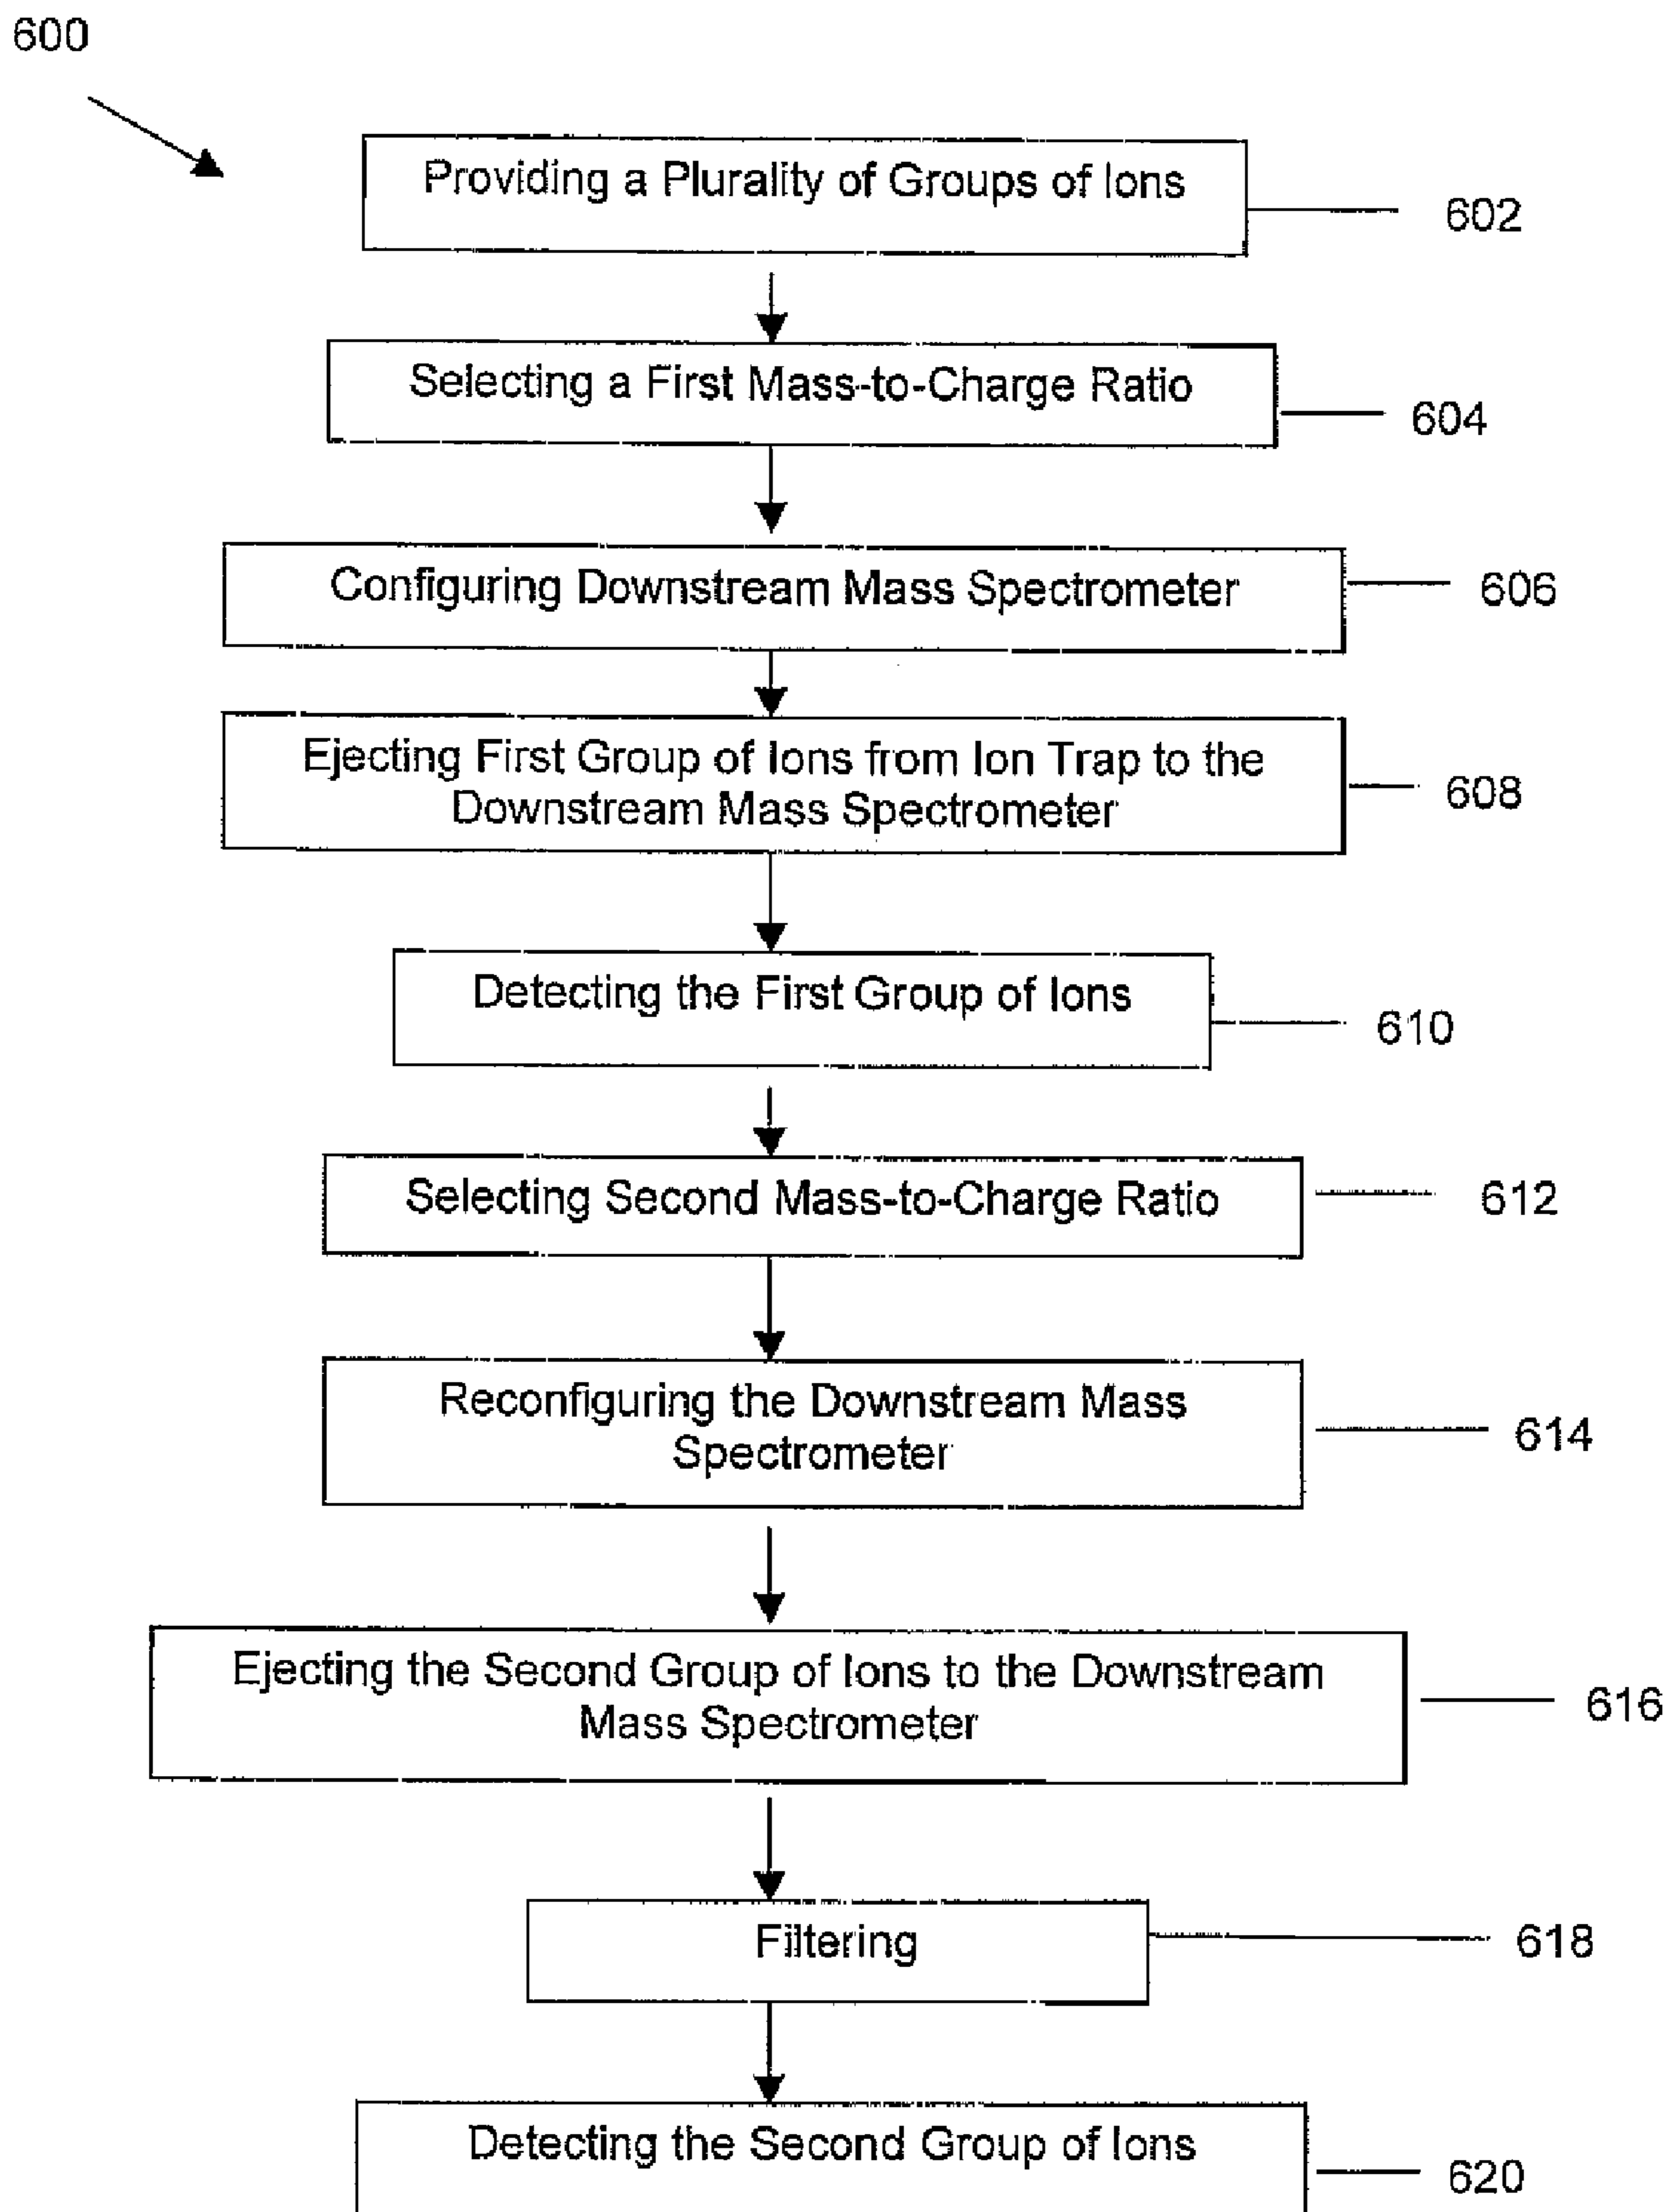 600
Providing a Plurality of Groups of Ions
602
Selecting a First Mass-to-Charge Ratio
604
Configuring Downstream Mass Spectrometer
606
Ejecting First Group of Ions from Ion Trap to the
Downstream Mass Spectrometer
608
Detecting the First Group of Ions
610
Selecting Second Mass-to-Charge Ratio
612
Reconfiguring the Downstream Mass
Spectrometer
614
Ejecting the Second Group of Ions to the Downstream
Mass Spectrometer
616
Filtering
618
Detecting the Second Group of Ions
620